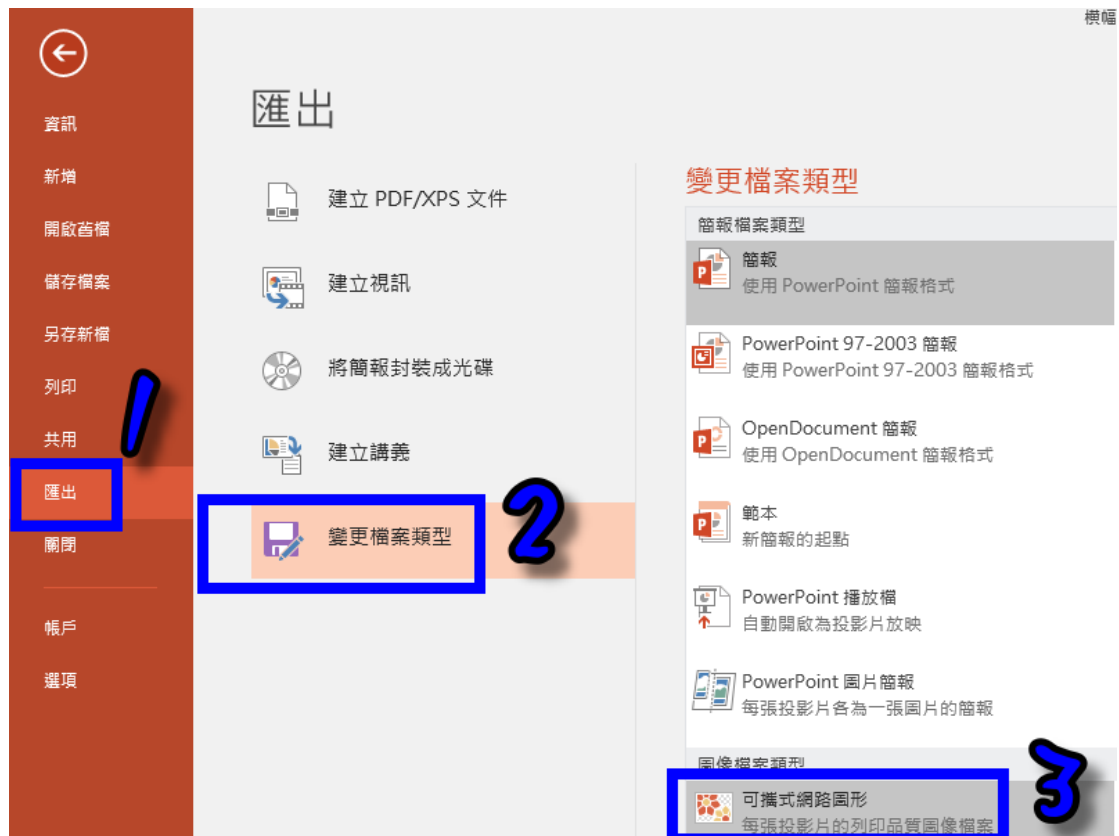 橫幅
匯出
資訊
新增
開啟舊檔
儲存檔案
另存新檔
列印
共用
匯出
關閉
帳戶
選項
建立 PDF/XPS 文件
建立視訊
將簡報封裝成光碟
建立講義
變更檔案類型
1
2
變更檔案類型
簡報檔案類型
簡報
使用 PowerPoint 簡報格式
PowerPoint 97-2003 簡報
使用 PowerPoint 97-2003 簡報格式
OpenDocument 簡報
使用 OpenDocument 簡報格式
範本
新簡報的起點
PowerPoint 播放檔
自動開啟為投影片放映
PowerPoint 圖片簡報
每張投影片各為一張圖片的簡報
圖像檔案類型
可攜式網路圖形
每張投影片的列印品質圖像檔案
3